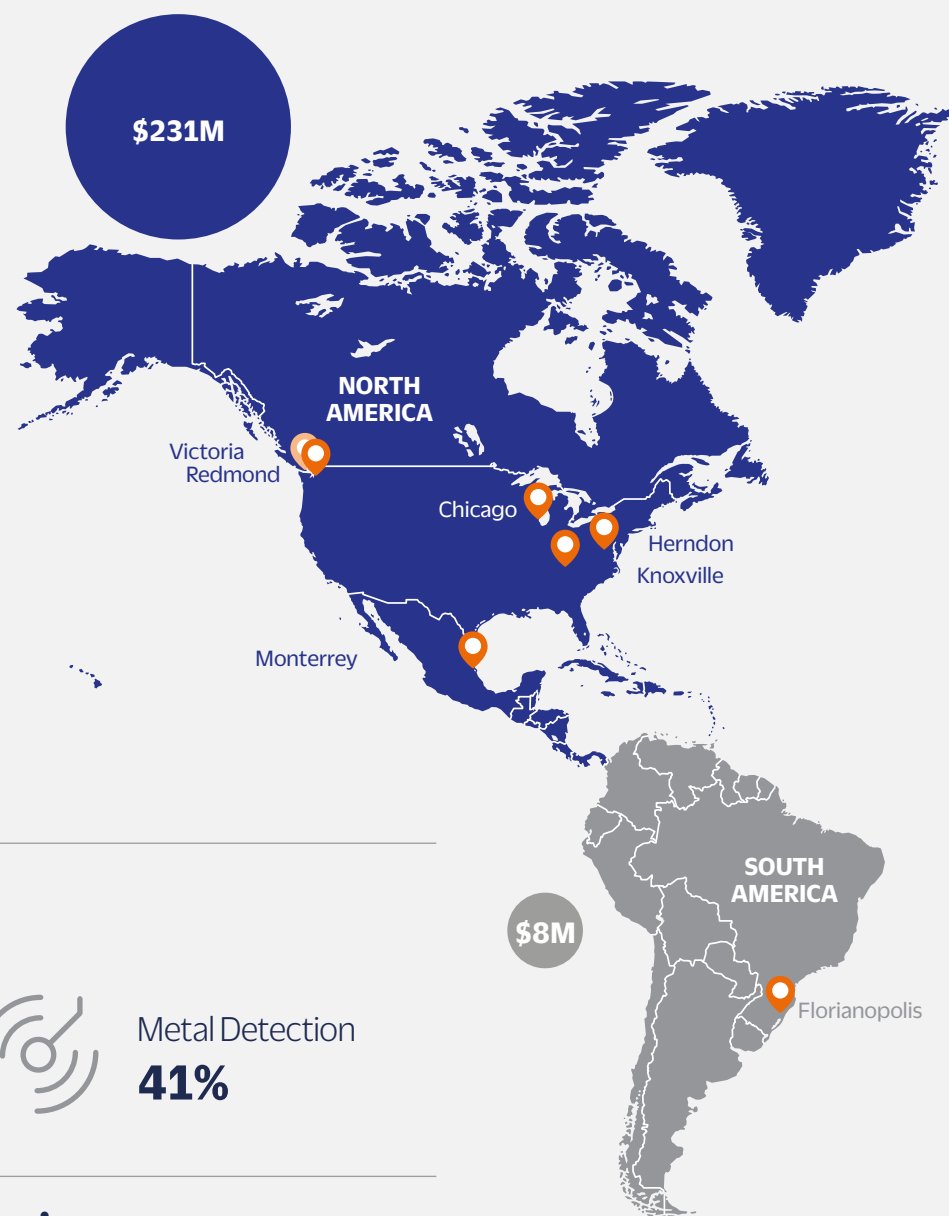 $231M
NORTH
AMERICA
Victoria
Redmond
Chicago
Herndon
Knoxville
Monterrey
SOUTH
AMERICA
$8M
Florianopolis
Metal Detection
41%